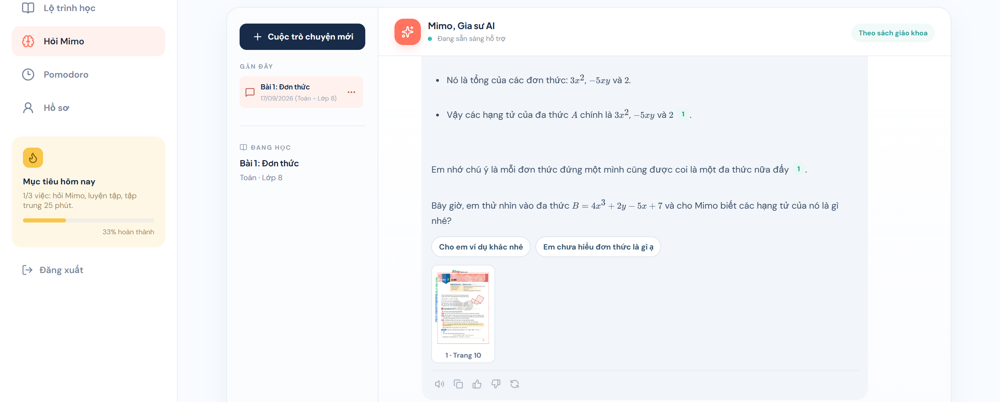 Lộ trình học
Hỏi Mimo
Pomodoro
Hồ sơ
Mục tiêu hôm nay
1/3 việc: hỏi Mimo, luyện tập, tập
trung 25 phút.
33% hoàn thành
Đăng xuất
Cuộc trò chuyện mới
GẦN ĐÂY
Bài 1: Đơn thức
17/09/2026 (Toán - Lớp 8)
ĐANG HỌC
Bài 1: Đơn thức
Toán · Lớp 8
Mimo, Gia sư AI
Đang sẵn sàng hỗ trợ
Theo sách giáo khoa
• Nó là tổng của các đơn thức: 3x², −5xy và 2.
• Vậy các hạng tử của đa thức A chính là 3x², −5xy và 2 1 .
Em nhớ chú ý là mỗi đơn thức đứng một mình cũng được coi là một đa thức nữa đấy 1 .
Bây giờ, em thử nhìn vào đa thức B = 4x³ + 2y − 5x + 7 và cho Mimo biết các hạng tử của nó là gì
nhé?
Cho em ví dụ khác nhé
Em chưa hiểu đơn thức là gì ạ
Blog
Bài 2
1 · Trang 10